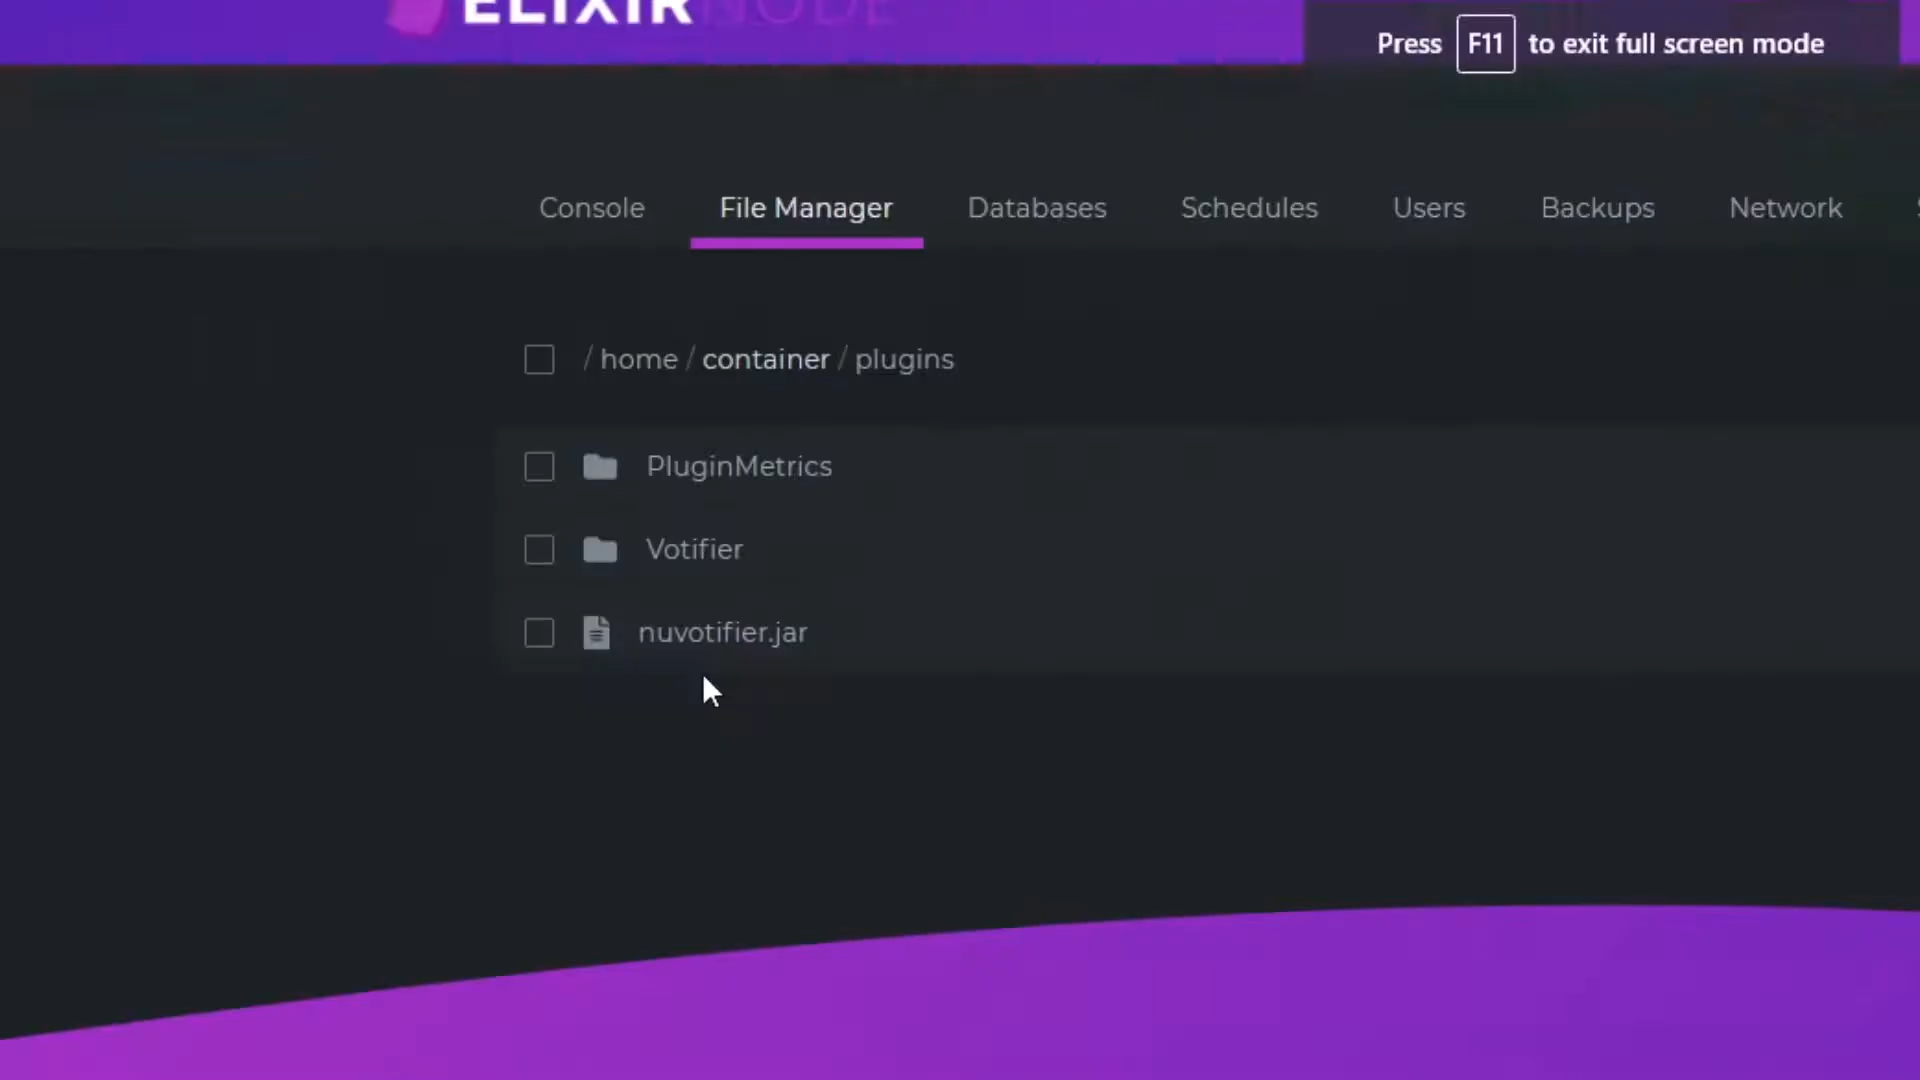 ELIXIRNODE
Press F11 to exit full screen mode
Console File Manager Databases Schedules Users Backups Network
/ home / container / plugins
PluginMetrics
Votifier
nuvotifier.jar